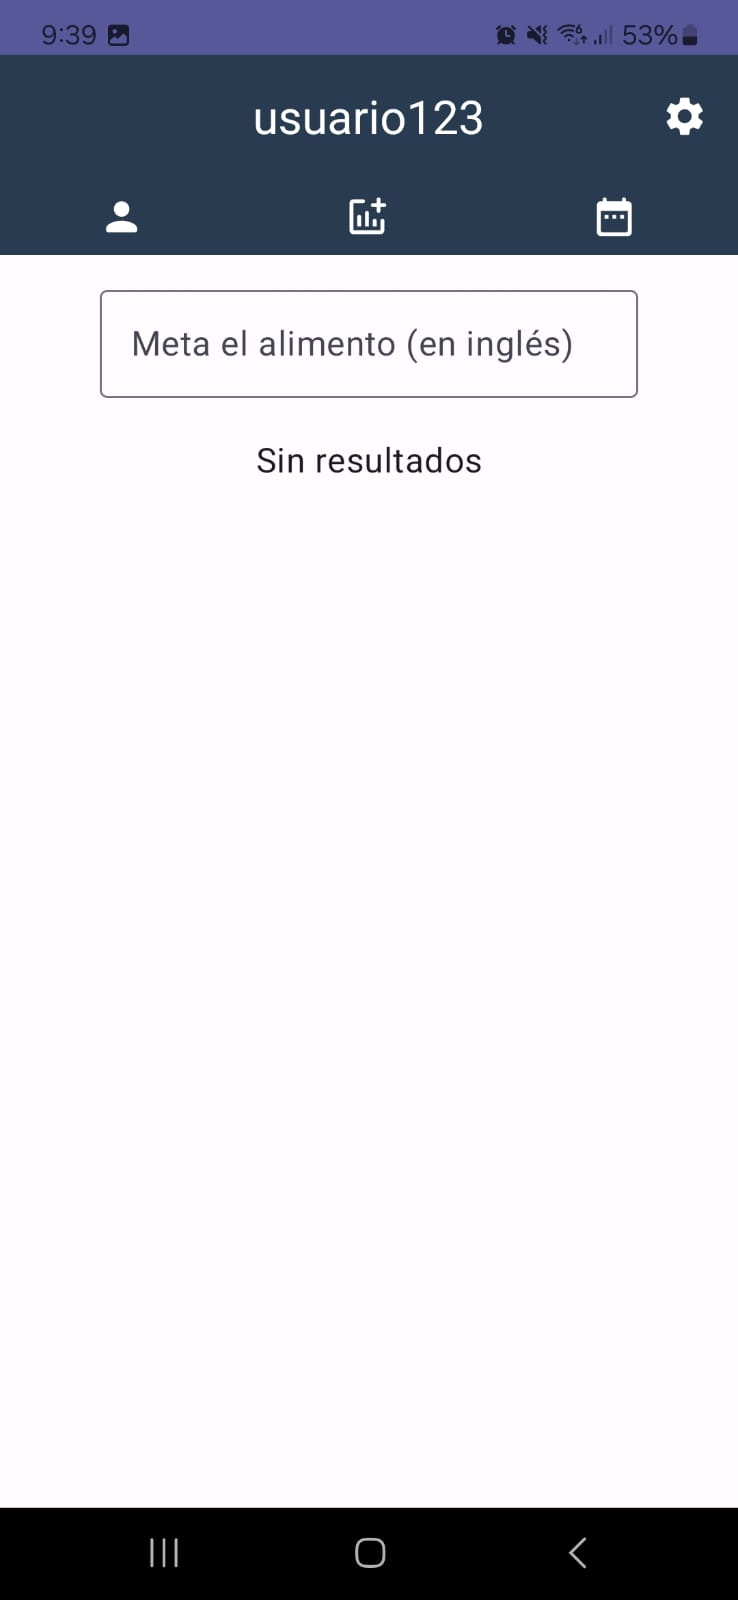 9:39 53%
usuario123
Meta el alimento (en inglés)
Sin resultados